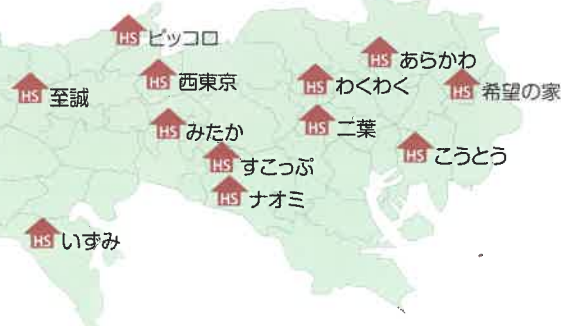 HS ピッコロ
HS あらかわ
HS 西東京
HS わくわく
HS 希望の家
HS 至誠
HS みたか
HS 二葉
HS こうとう
HS すこっぷ
HS ナオミ
HS いずみ